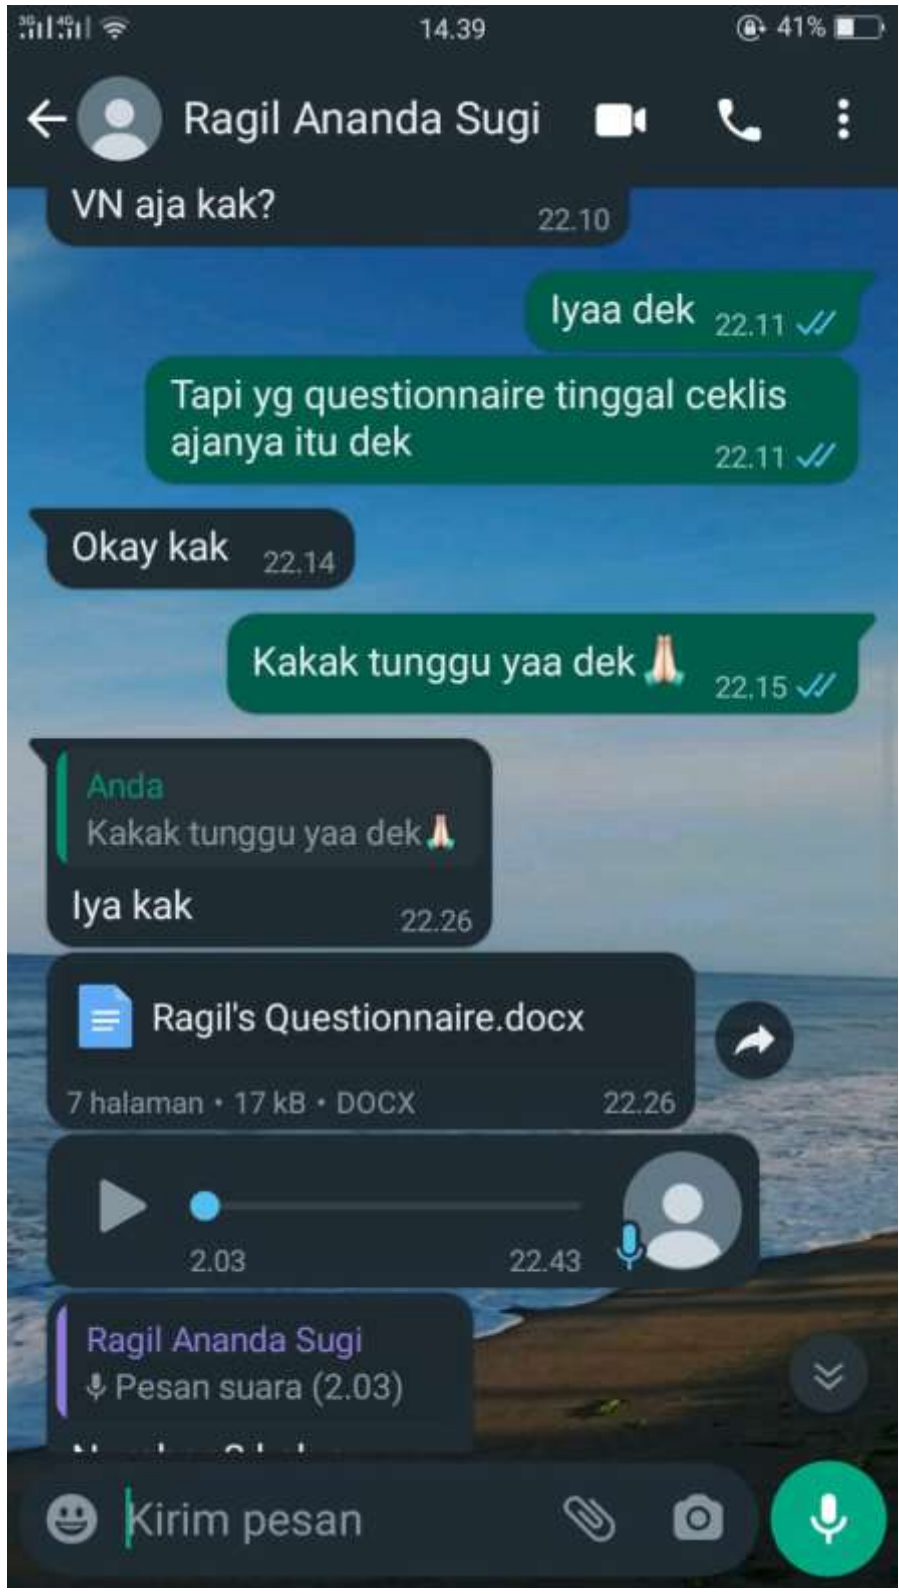 3G 4G 14.39 41%
Ragil Ananda Sugi
VN aja kak? 22.10
Iyaa dek 22.11
Tapi yg questionnaire tinggal ceklis
ajanya itu dek 22.11
Okay kak 22.14
Kakak tunggu yaa dek🙏🏻 22.15
Anda
Kakak tunggu yaa dek🙏🏻
Iya kak 22.26
Ragil's Questionnaire.docx
7 halaman • 17 kB • DOCX 22.26
2.03 22.43
Ragil Ananda Sugi
Pesan suara (2.03)
Kirim pesan